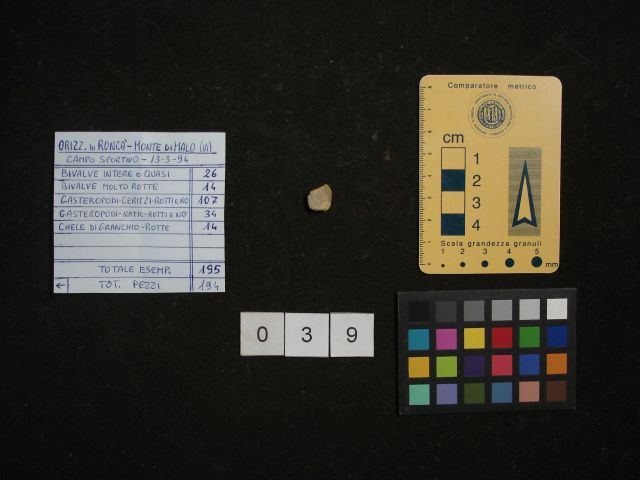 ORIZZ. DI RONCA' - MONTE DI MALO (VI)
CAMPO SPORTIVO - 13-3-94
BIVALVE INTERE O QUASI 26
BIVALVE MOLTO ROTTE 14
GASTEROPODI-CERITZI-ROTTI E NO 107
GASTEROPODI-NATIC-ROTTI E NO 34
CHELE DI GRANCHIO-ROTTE 14
TOTALE ESEMP. 195
← TOT. PEZZI 194
0 3 9
Comparatore metrico
cm
1
2
3
4
Scala grandezza granuli
1 2 3 4 5
mm